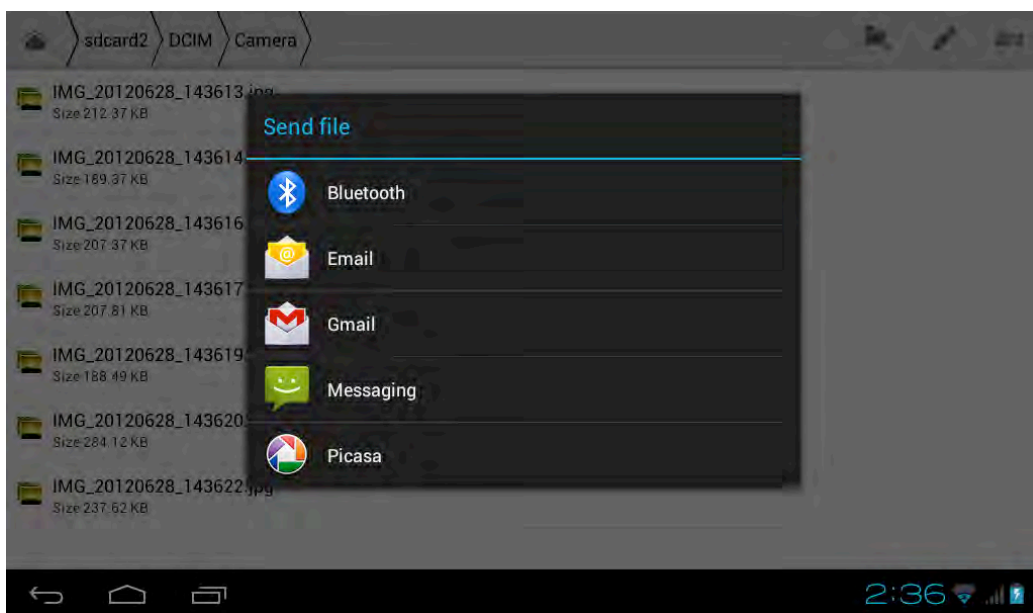 sdcard2 DCIM Camera
IMG_20120628_143613.jpg
Size 212.37 KB
Send file
IMG_20120628_143614
Size 189.37 KB
Bluetooth
IMG_20120628_143616
Size 207.37 KB
Email
IMG_20120628_143617
Size 207.81 KB
Gmail
IMG_20120628_143619.
Size 188.49 KB
Messaging
IMG_20120628_143620
Size 284.12 KB
Picasa
IMG_20120628_143622.jpg
Size 237.62 KB
2:36